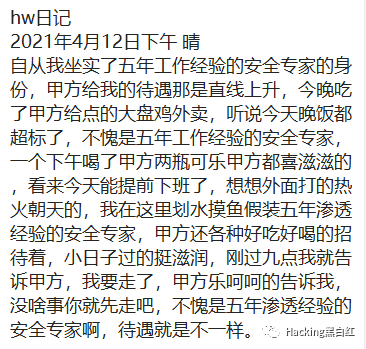 hw日记
2021年4月12日下午 晴
自从我坐实了五年工作经验的安全专家的身
份，甲方给我的待遇那是直线上升，今晚吃
了甲方给点的大盘鸡外卖，听说今天晚饭都
超标了，不愧是五年工作经验的安全专家，
一个下午喝了甲方两瓶可乐甲方都喜滋滋的
，看来今天能提前下班了，想想外面打的热
火朝天的，我在这里划水摸鱼假装五年渗透
经验的安全专家，甲方还各种好吃好喝的招
待着，小日子过的挺滋润，刚过九点我就告
诉甲方，我要走了，甲方乐呵呵的告诉我，
没啥事你就先走吧，不愧是五年渗透经验的
安全专家啊，待遇就是不一样。
Hacking黑白红